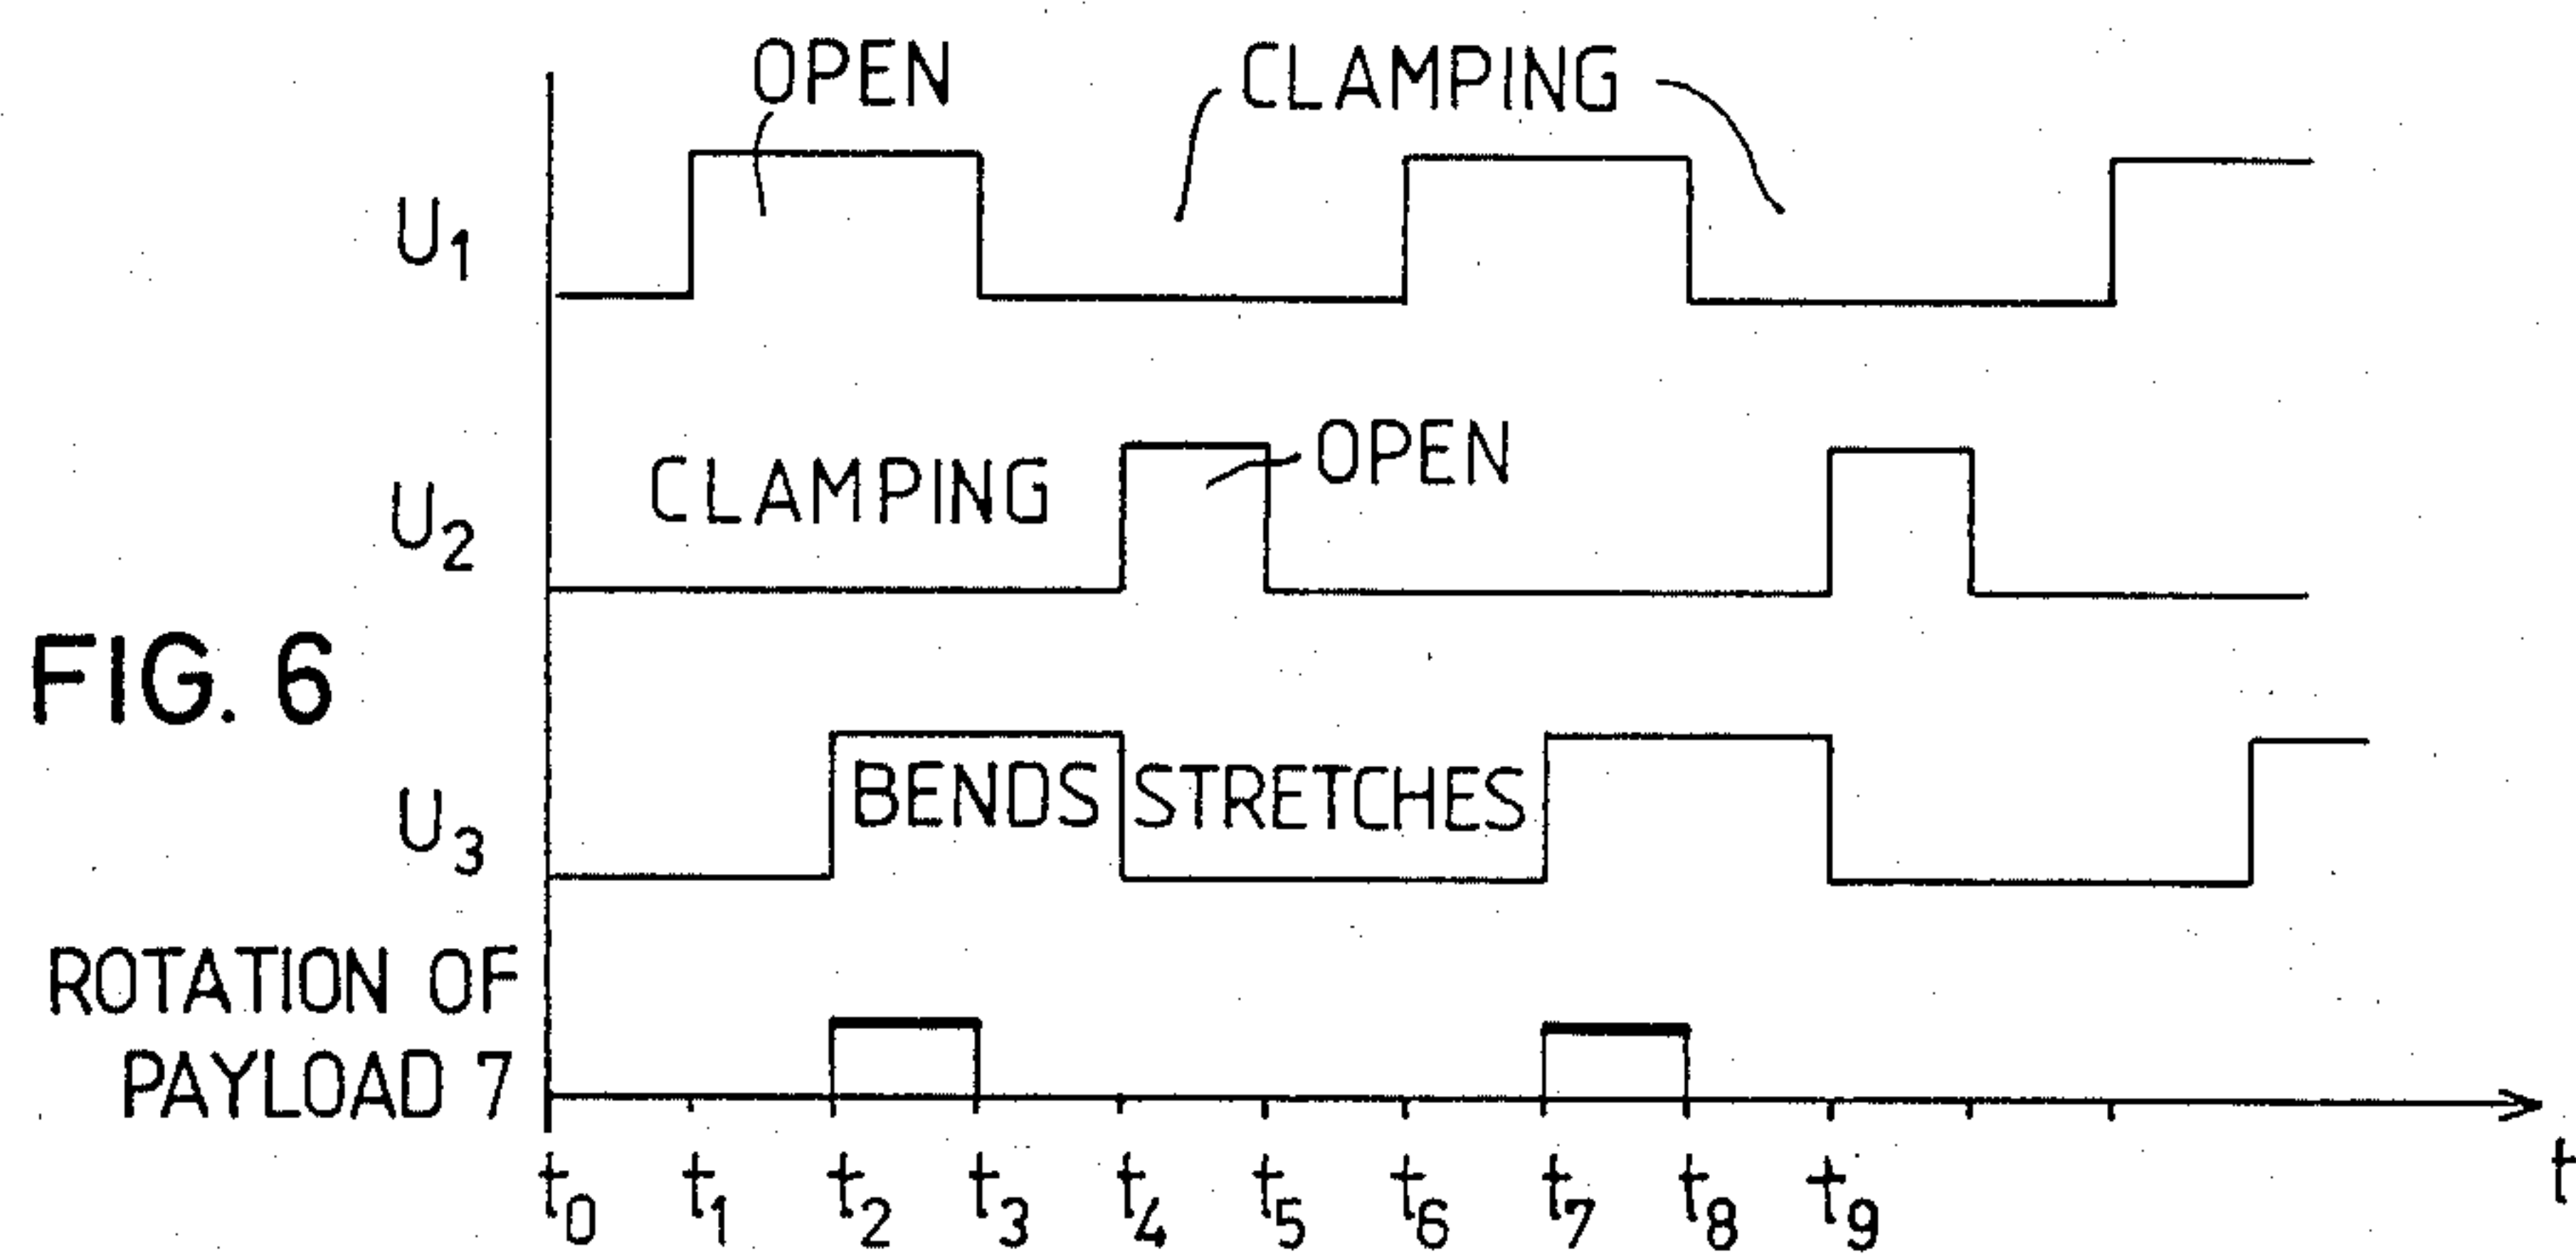 OPEN
CLAMPING
U1
CLAMPING
OPEN
U2
FIG. 6
BENDS STRETCHES
U3
ROTATION OF
PAYLOAD 7
t0 t1 t2 t3 t4 t5 t6 t7 t8 t9 t